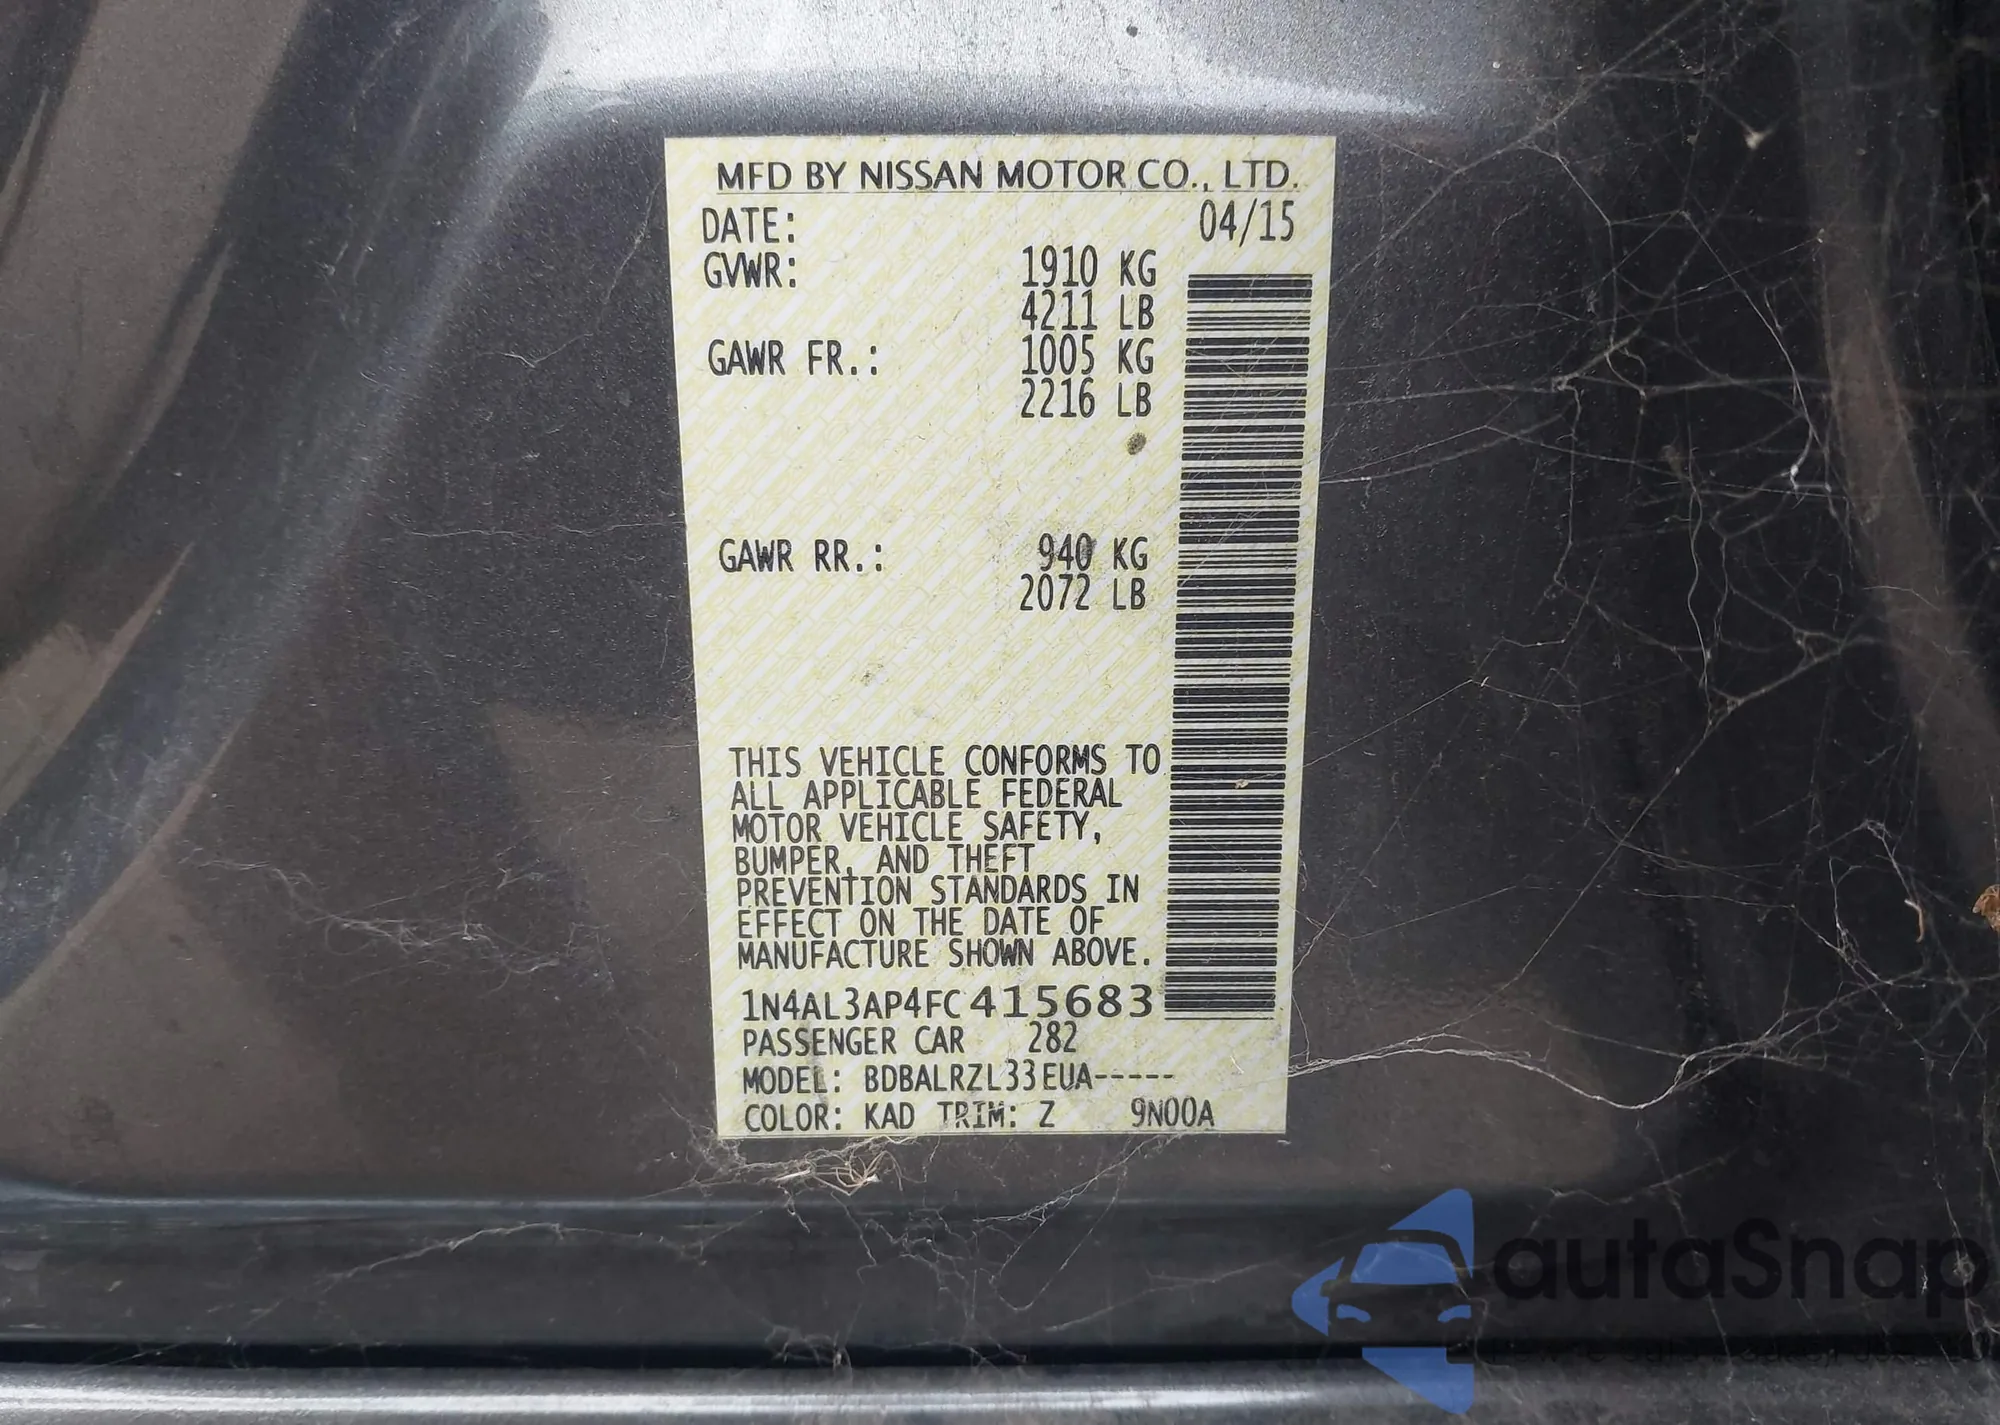 MFD BY NISSAN MOTOR CO., LTD.
DATE: 04/15
GVWR: 1910 KG
4211 LB
GAWR FR.: 1005 KG
2216 LB
GAWR RR.: 940 KG
2072 LB
THIS VEHICLE CONFORMS TO
ALL APPLICABLE FEDERAL
MOTOR VEHICLE SAFETY,
BUMPER, AND THEFT
PREVENTION STANDARDS IN
EFFECT ON THE DATE OF
MANUFACTURE SHOWN ABOVE.
1N4AL3AP4FC415683
PASSENGER CAR 282
MODEL: BDBALRZL33EUA-----
COLOR: KAD TRIM: Z 9N00A
autaSnap